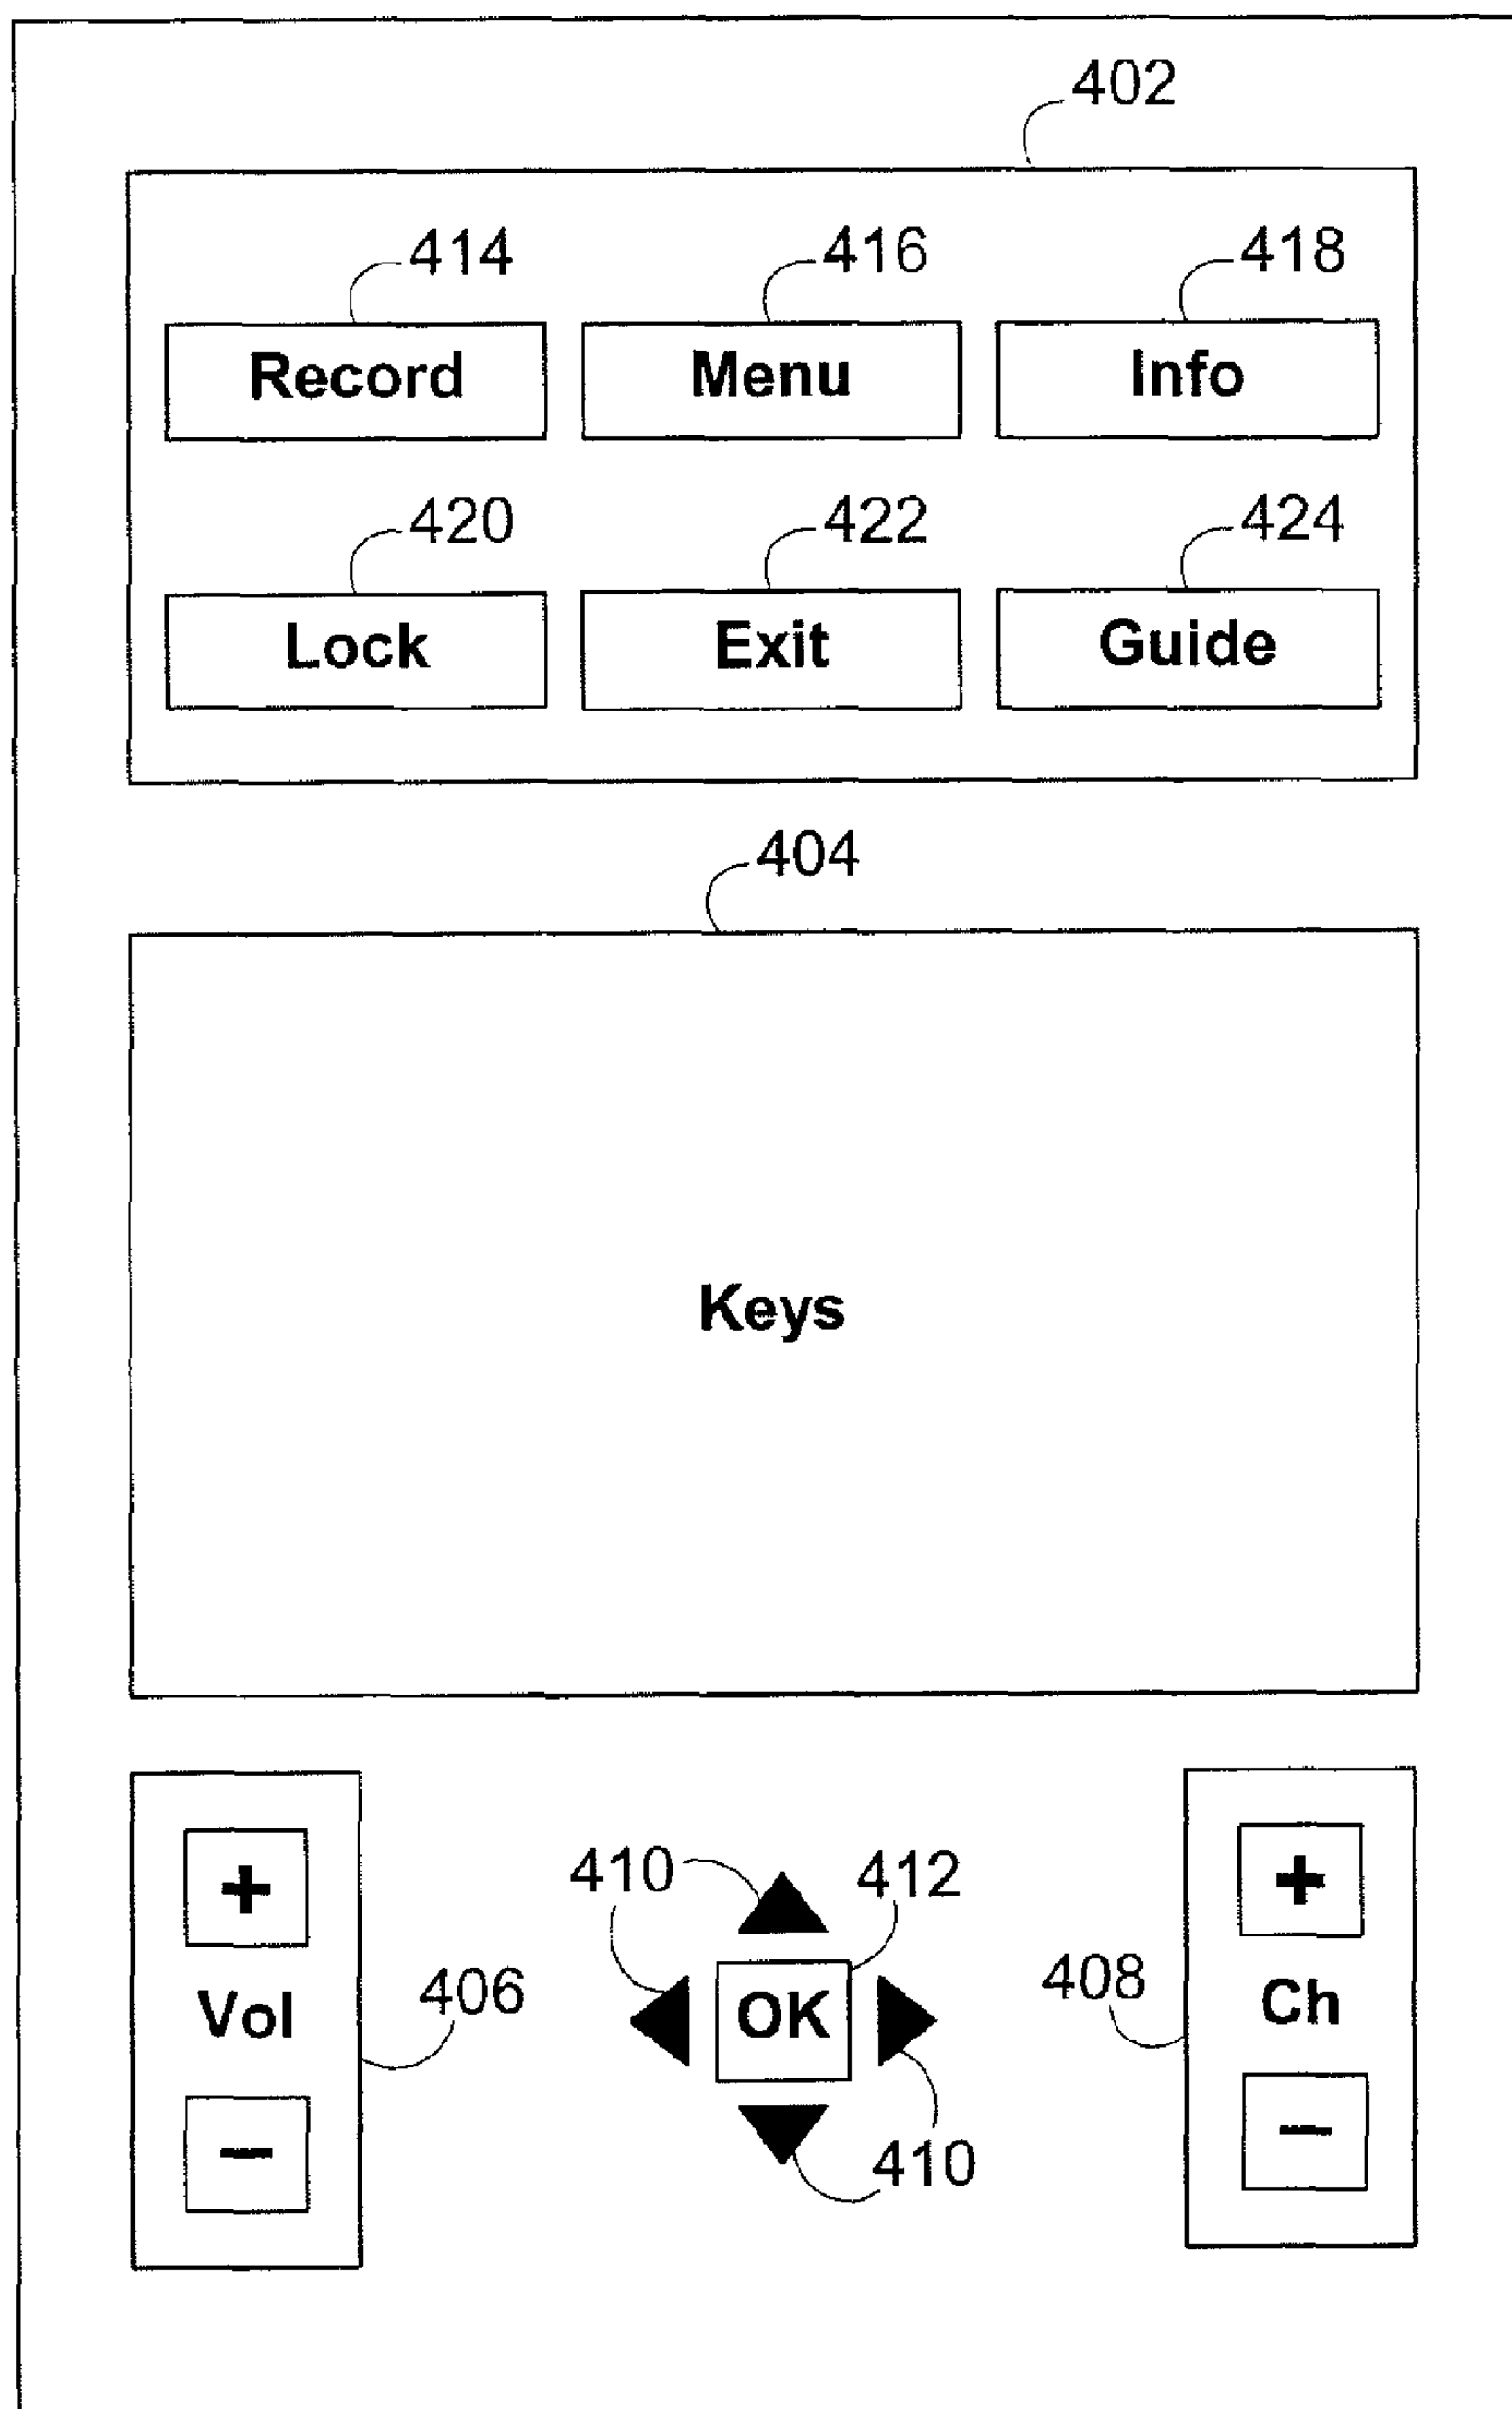 402
414 416 418
Record Menu Info
420 422 424
Lock Exit Guide
404
Keys
+ +
410 412
Vol 406 OK 408 Ch
− −
410